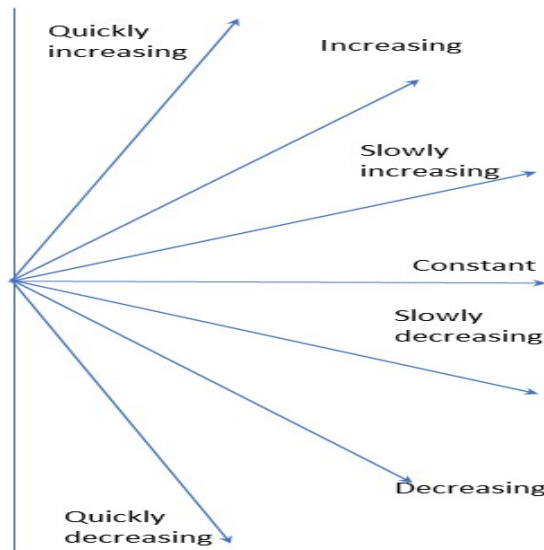 Quickly
increasing
Increasing
Slowly
increasing
Constant
Slowly
decreasing
Decreasing
Quickly
decreasing